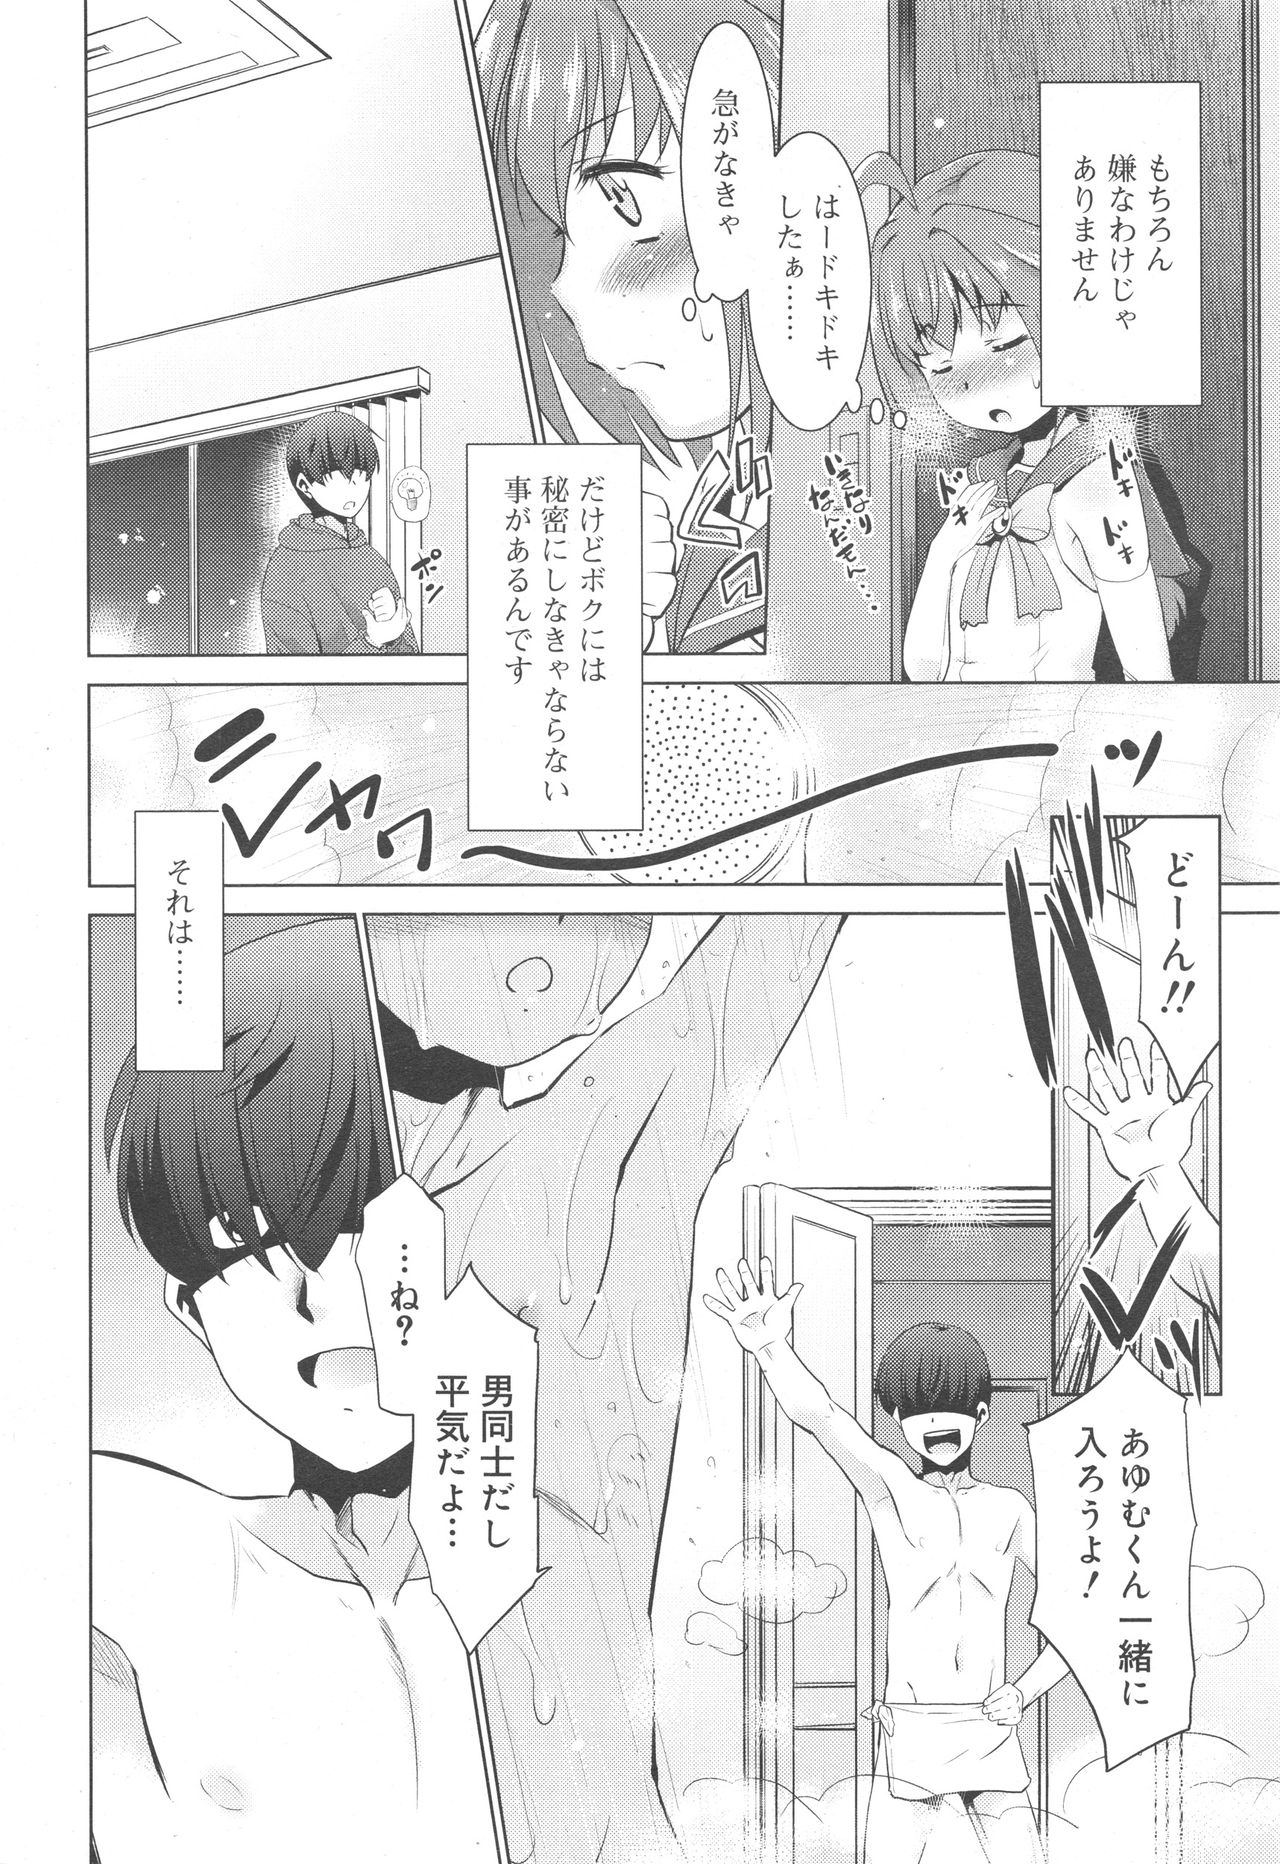 もちろん
嫌なわけじゃ
ありません
はードキドキ
したぁ……
急がなきゃ
いきなり
なんだモん…
ドキ
ドキ
グッ
だけどボクには
秘密にしなきゃならない
事があるんです
ポン
シャワーッ
どーん!!
それは……
あゆむくん一緒に
入ろうよ！
…ね？
男同士だし
平気だよ…